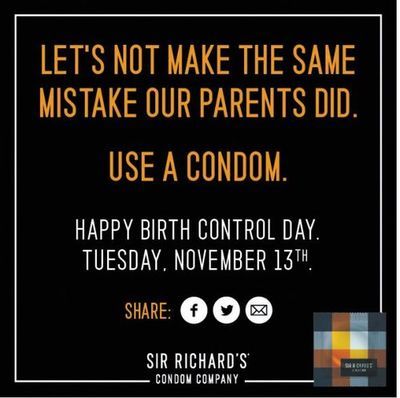 LET'S NOT MAKE THE SAME
MISTAKE OUR PARENTS DID.
USE A CONDOM.
HAPPY BIRTH CONTROL DAY.
TUESDAY, NOVEMBER 13TH.
SHARE:
SIR RICHARD'S
CONDOM COMPANY